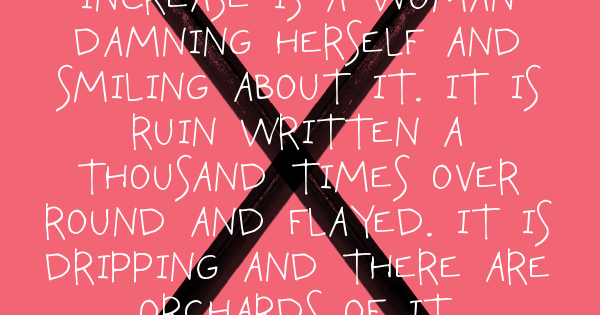 INCREASE IS A WOMAN
DAMNING HERSELF AND
SMILING ABOUT IT. IT IS
RUIN WRITTEN A
THOUSAND TIMES OVER
ROUND AND FLAYED. IT IS
DRIPPING AND THERE ARE
ORCHARDS OF IT